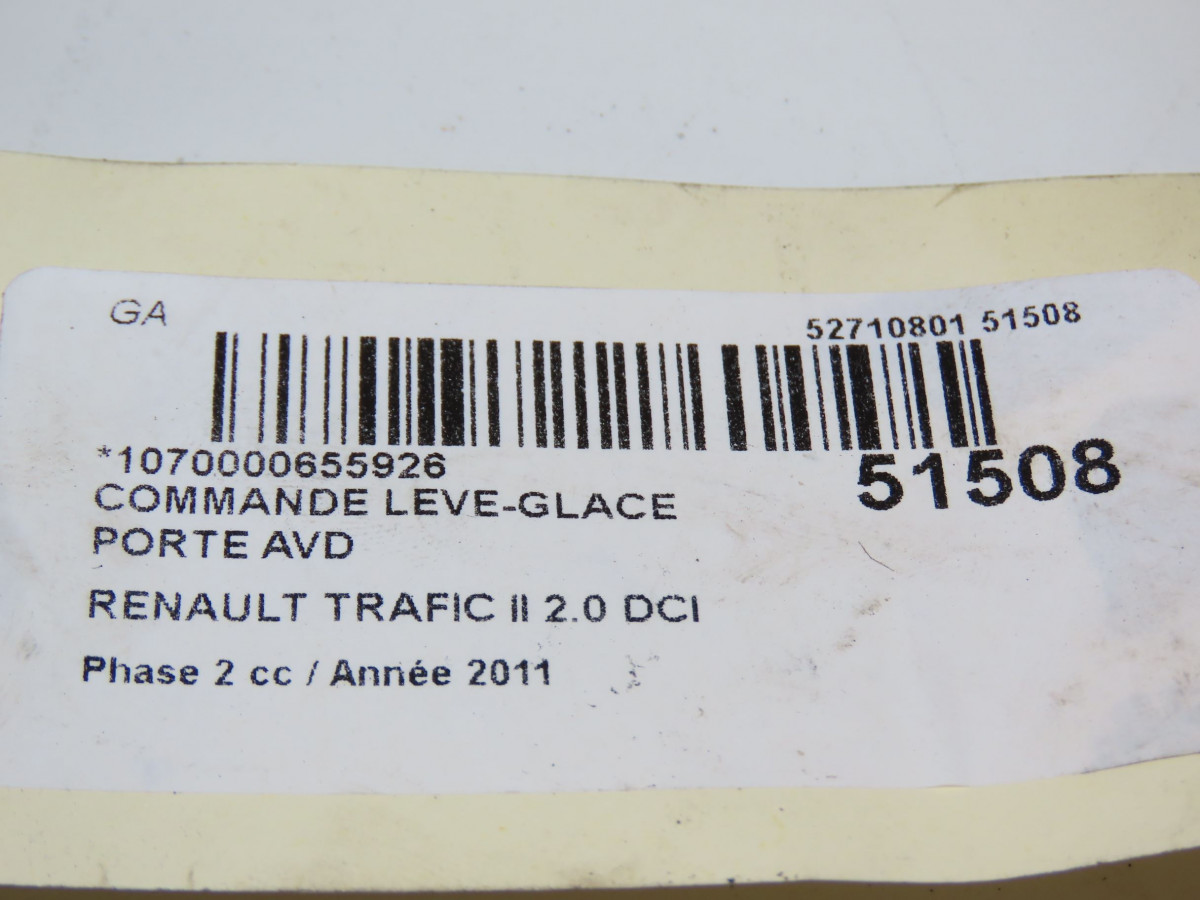 GA
52710801 51508
*1070000655926
51508
COMMANDE LEVE-GLACE
PORTE AVD
RENAULT TRAFIC II 2.0 DCI
Phase 2 cc / Année 2011